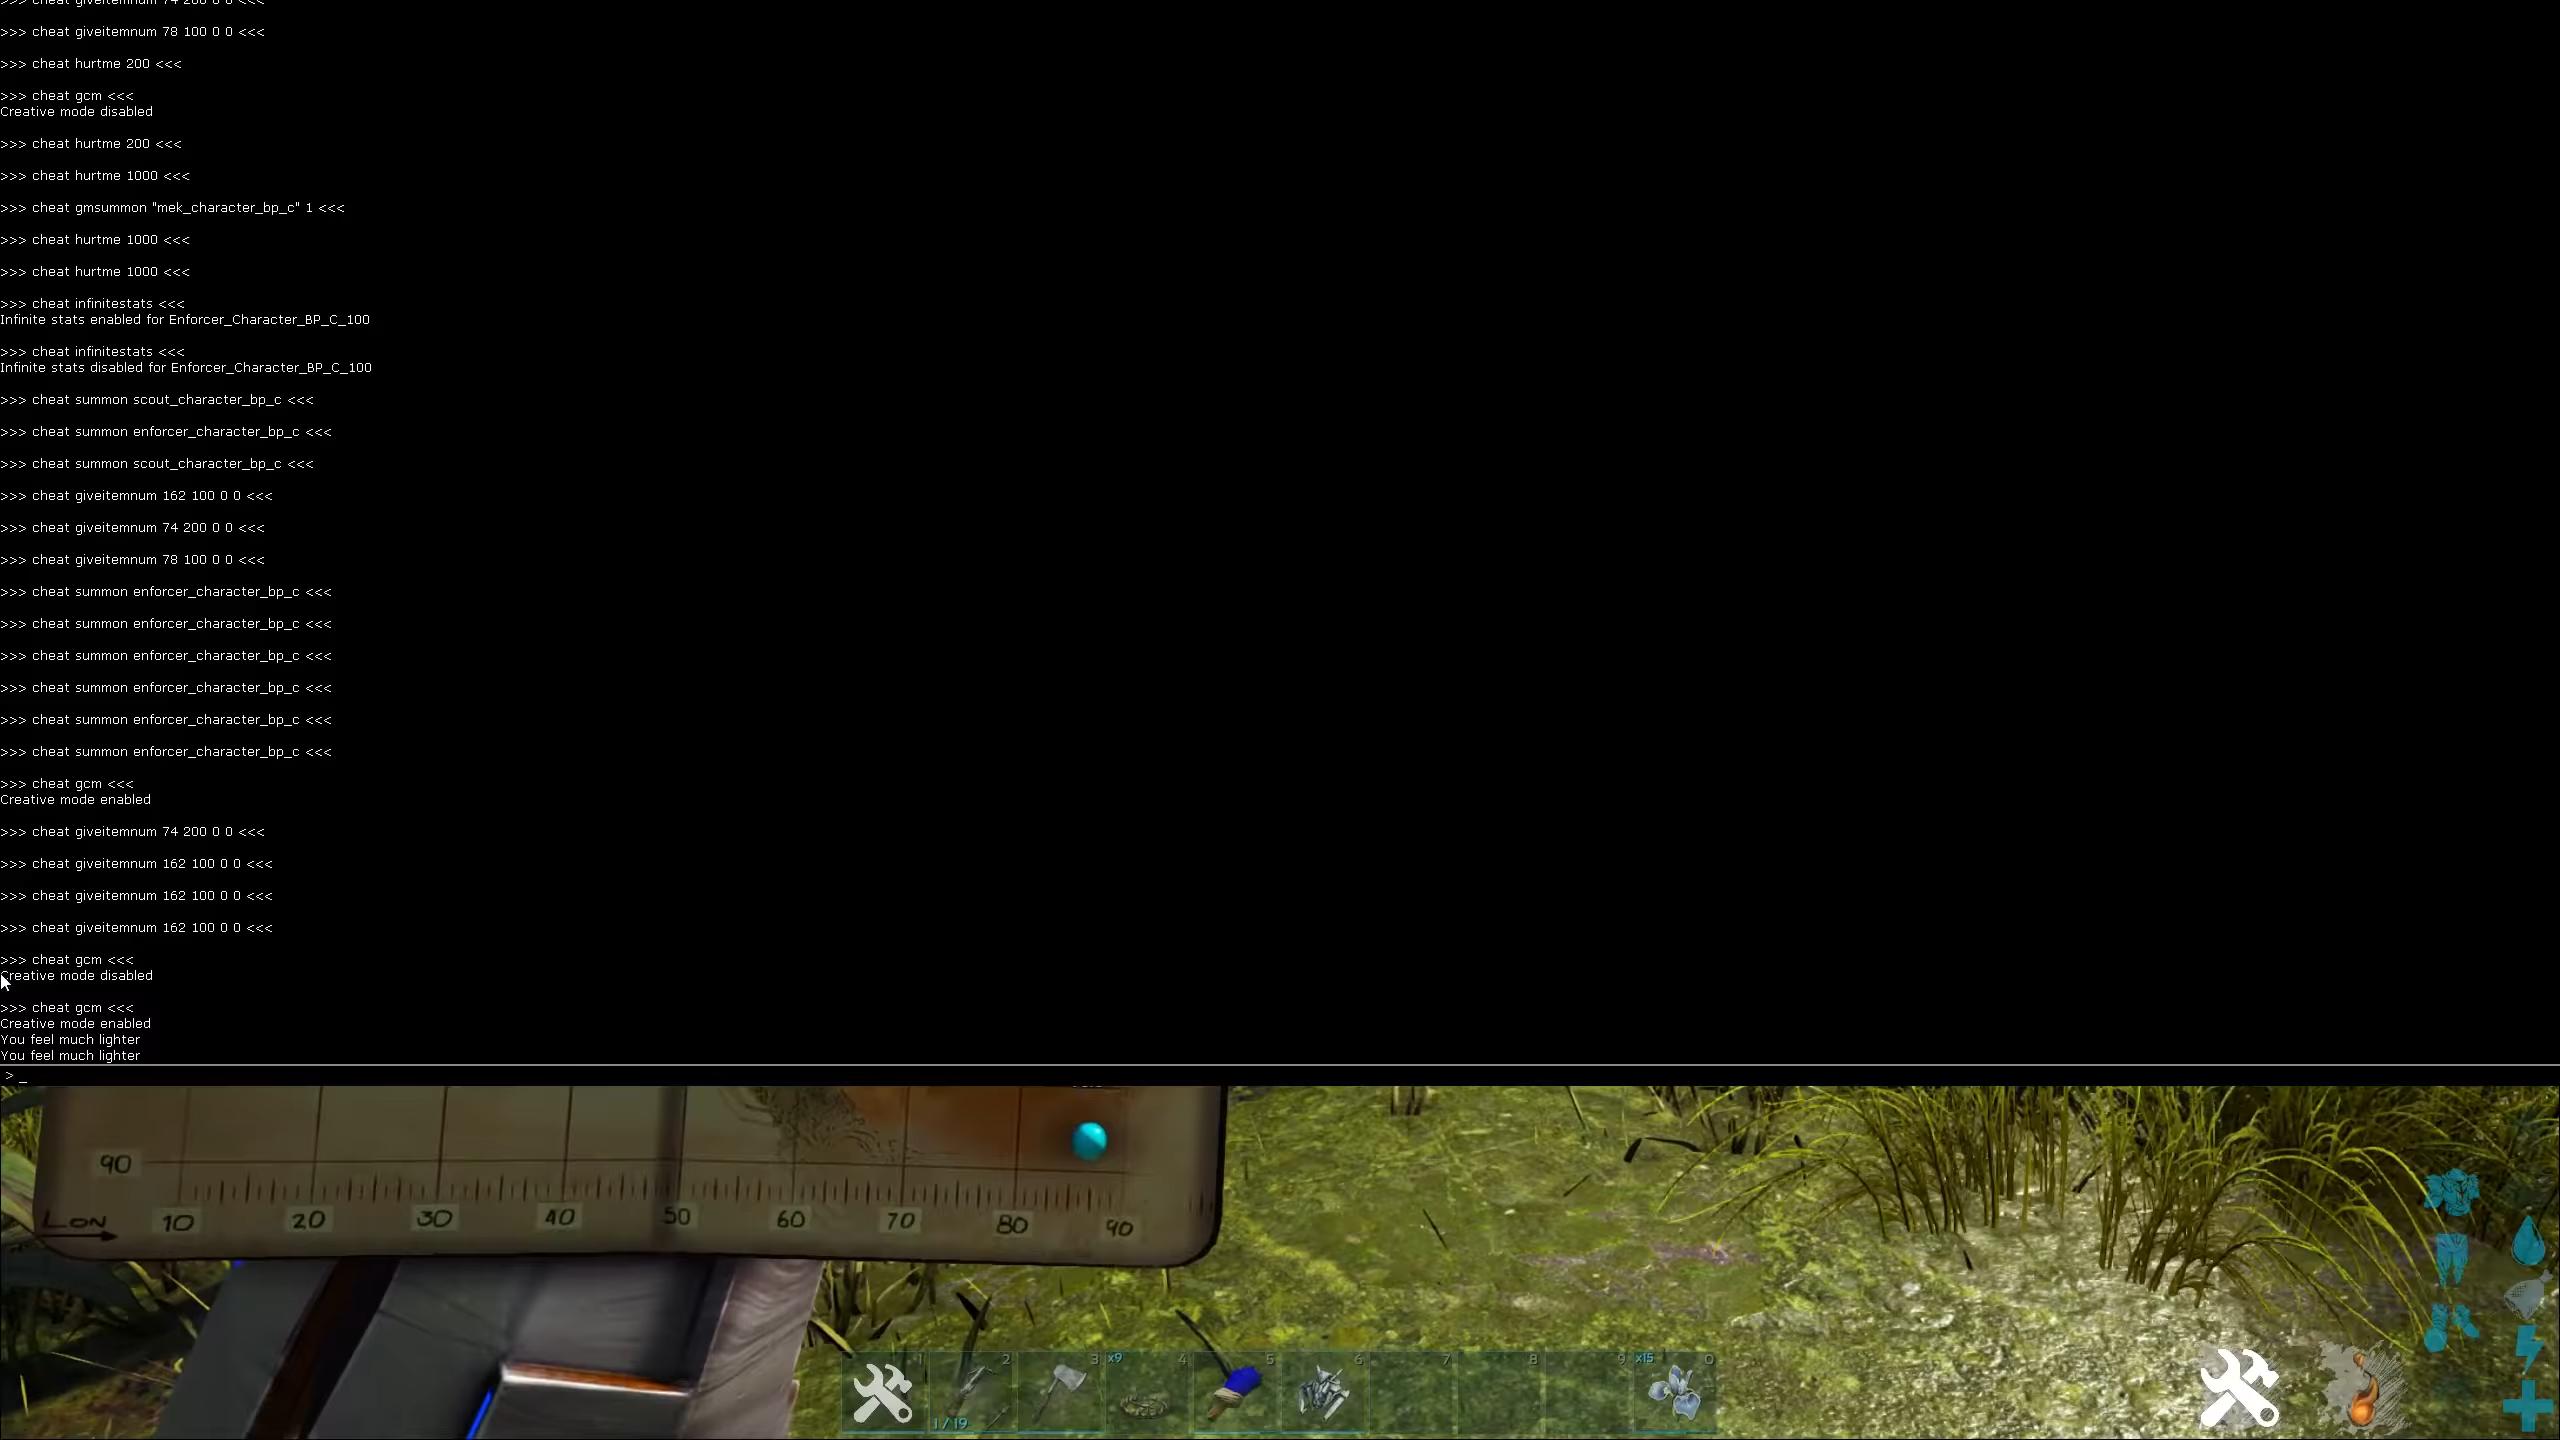 >>> cheat giveitemnum 74 200 0 0 <<<
>>> cheat giveitemnum 78 100 0 0 <<<
>>> cheat hurtme 200 <<<
>>> cheat gcm <<<
Creative mode disabled
>>> cheat hurtme 200 <<<
>>> cheat hurtme 1000 <<<
>>> cheat gmsummon "mek_character_bp_c" 1 <<<
>>> cheat hurtme 1000 <<<
>>> cheat hurtme 1000 <<<
>>> cheat infinitestats <<<
Infinite stats enabled for Enforcer_Character_BP_C_100
>>> cheat infinitestats <<<
Infinite stats disabled for Enforcer_Character_BP_C_100
>>> cheat summon scout_character_bp_c <<<
>>> cheat summon enforcer_character_bp_c <<<
>>> cheat summon scout_character_bp_c <<<
>>> cheat giveitemnum 162 100 0 0 <<<
>>> cheat giveitemnum 74 200 0 0 <<<
>>> cheat giveitemnum 78 100 0 0 <<<
>>> cheat summon enforcer_character_bp_c <<<
>>> cheat summon enforcer_character_bp_c <<<
>>> cheat summon enforcer_character_bp_c <<<
>>> cheat summon enforcer_character_bp_c <<<
>>> cheat summon enforcer_character_bp_c <<<
>>> cheat summon enforcer_character_bp_c <<<
>>> cheat gcm <<<
Creative mode enabled
>>> cheat giveitemnum 74 200 0 0 <<<
>>> cheat giveitemnum 162 100 0 0 <<<
>>> cheat giveitemnum 162 100 0 0 <<<
>>> cheat giveitemnum 162 100 0 0 <<<
>>> cheat gcm <<<
Creative mode disabled
>>> cheat gcm <<<
Creative mode enabled
You feel much lighter
You feel much lighter
> _
90
LON 10 20 30 40 50 60 70 80 90
1 2 3 x9 4 5 6 7 8 9 x15 0
1 / 19